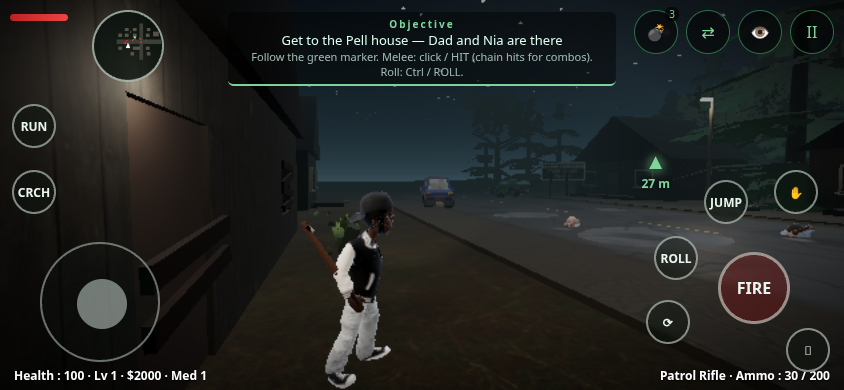 Objective
Get to the Pell house — Dad and Nia are there
Follow the green marker. Melee: click / HIT (chain hits for combos).
Roll: Ctrl / ROLL.
3
II
RUN
CRCH
27 m
JUMP
ROLL
FIRE
Health : 100 · Lv 1 · $2000 · Med 1
Patrol Rifle · Ammo : 30 / 200